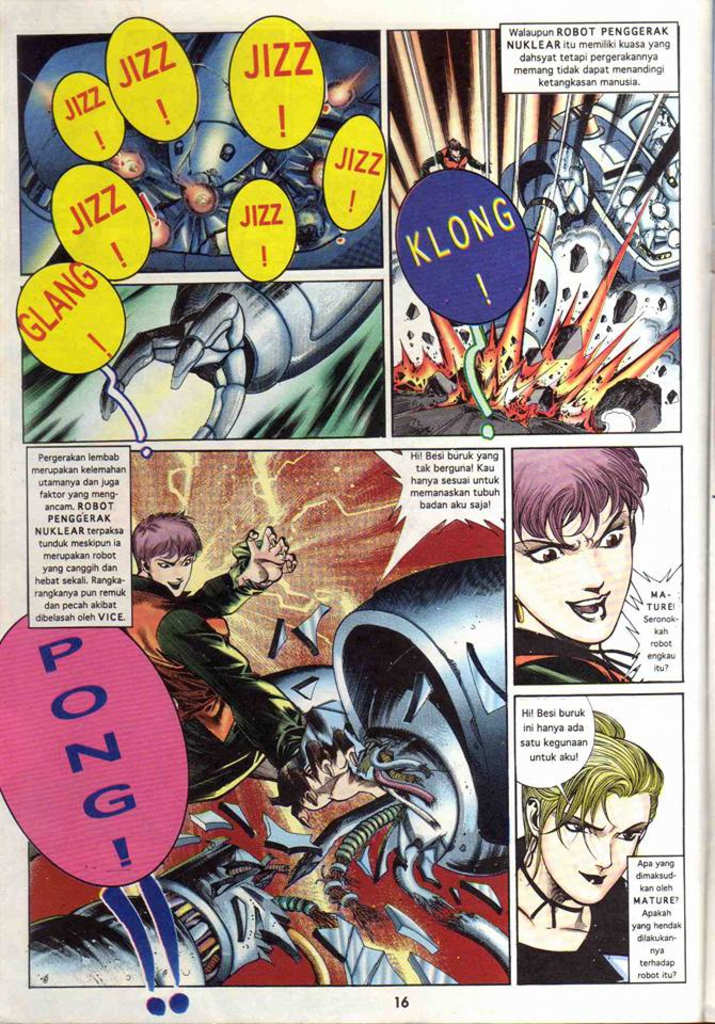 JIZZ
!
JIZZ
!
JIZZ
!
JIZZ
!
JIZZ
!
JIZZ
!
GLANG
!
Walaupun ROBOT PENGGERAK
NUKLEAR itu memiliki kuasa yang
dahsyat tetapi pergerakannya
memang tidak dapat menandingi
ketangkasan manusia.
KLONG
!
Pergerakan lembab
merupakan kelemahan
utamanya dan juga
faktor yang meng-
ancam. ROBOT
PENGGERAK
NUKLEAR terpaksa
tunduk meskipun ia
merupakan robot
yang canggih dan
hebat sekali. Rangka-
rangkanya pun remuk
dan pecah akibat
dibelasah oleh VICE.
Hi! Besi buruk yang
tak berguna! Kau
hanya sesuai untuk
memanaskan tubuh
badan aku saja!
PONG!
MA-
TURE!
Seronok-
kah
robot
engkau
itu?
Hi! Besi buruk
ini hanya ada
satu kegunaan
untuk aku!
Apa yang
dimaksud-
kan oleh
MATURE?
Apakah
yang hendak
dilakukan-
nya
terhadap
robot itu?
16